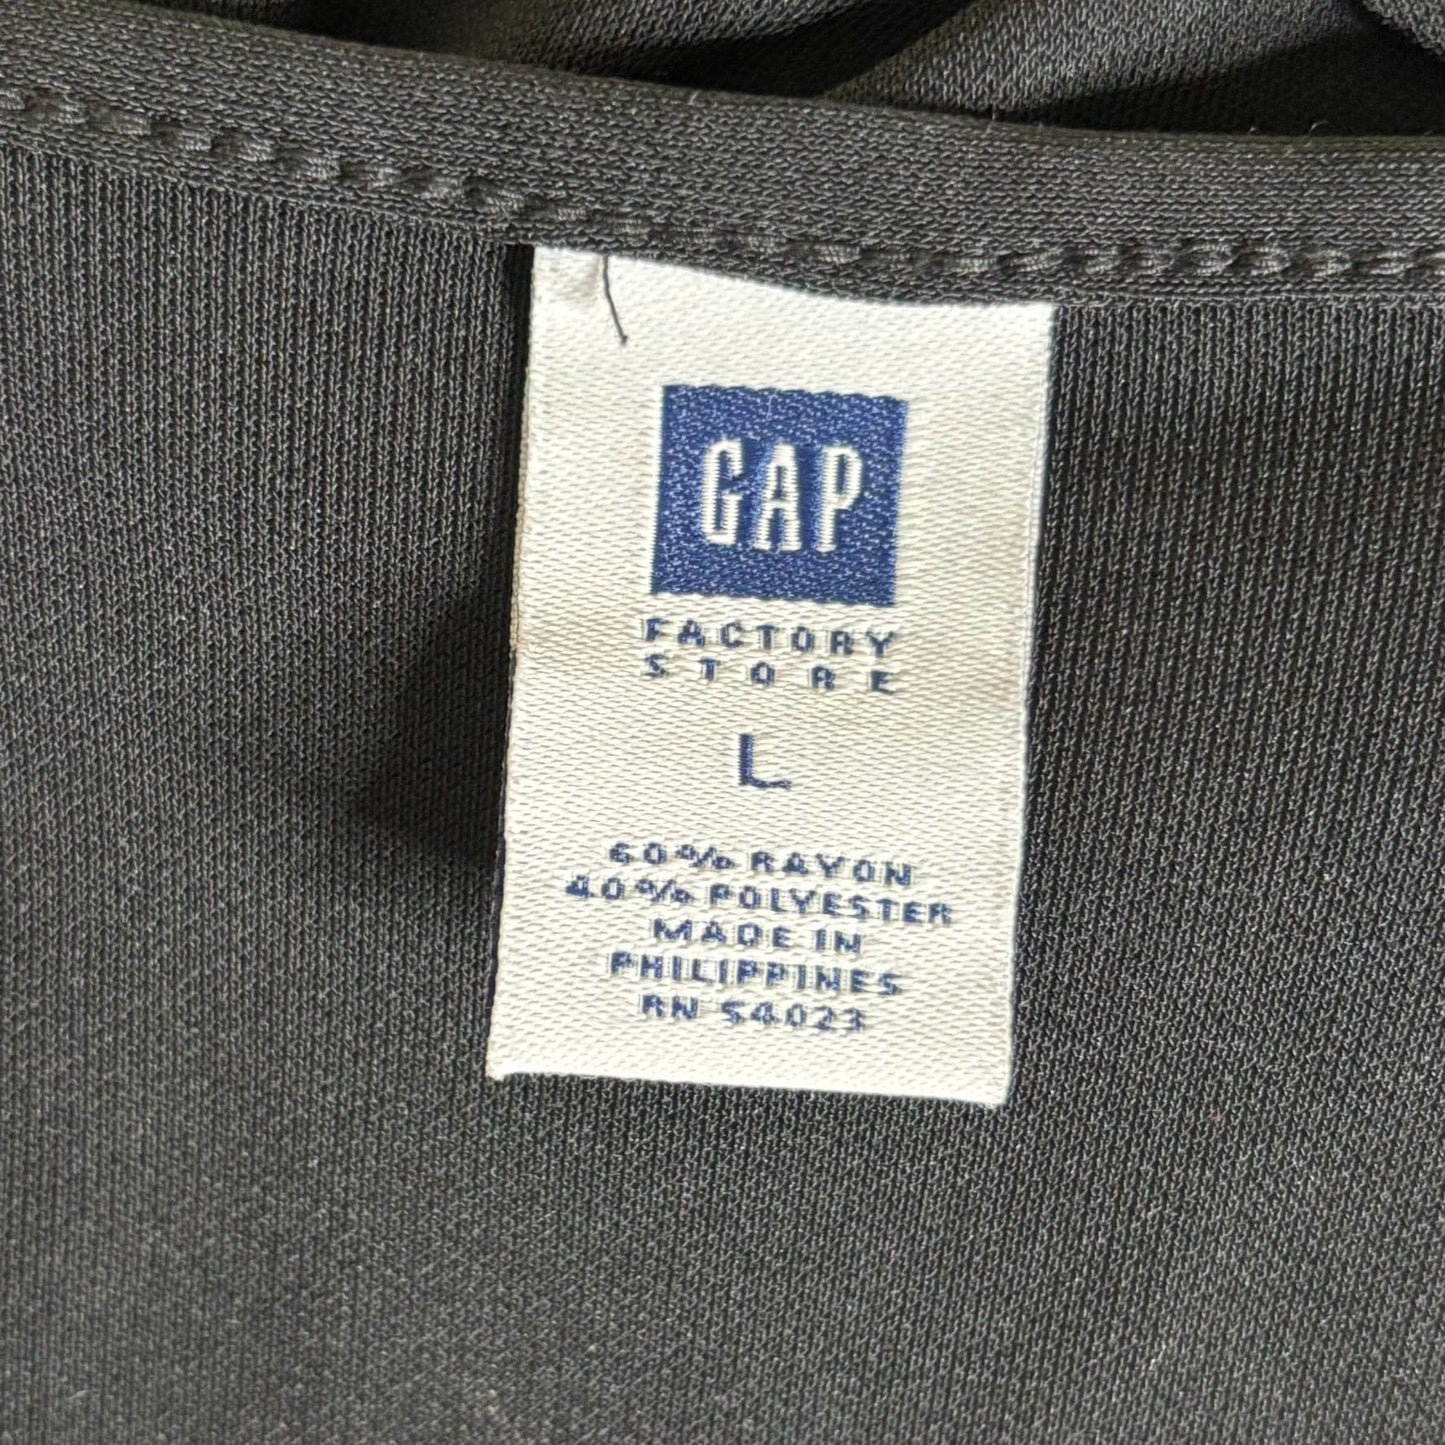 GAP
FACTORY
STORE
L
60% RAYON
40% POLYESTER
MADE IN
PHILIPPINES
RN 54023